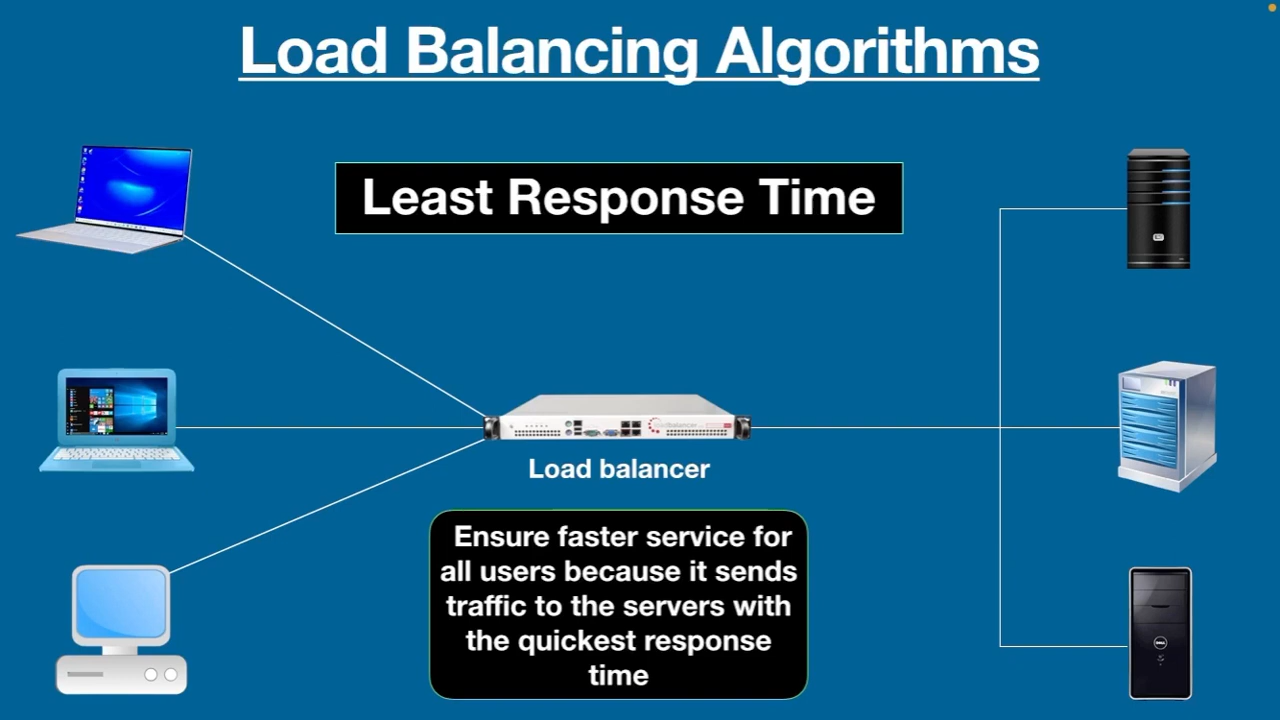 Load Balancing Algorithms
Least Response Time
Load balancer
Ensure faster service for
all users because it sends
traffic to the servers with
the quickest response
time